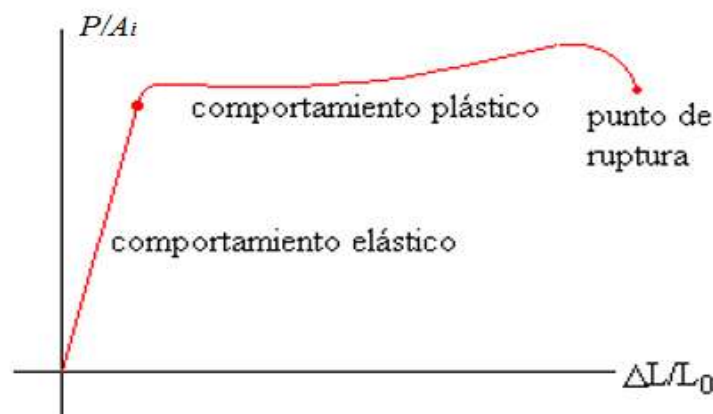 P/Ai
comportamiento plástico
punto de
ruptura
comportamiento elástico
ΔL/L0